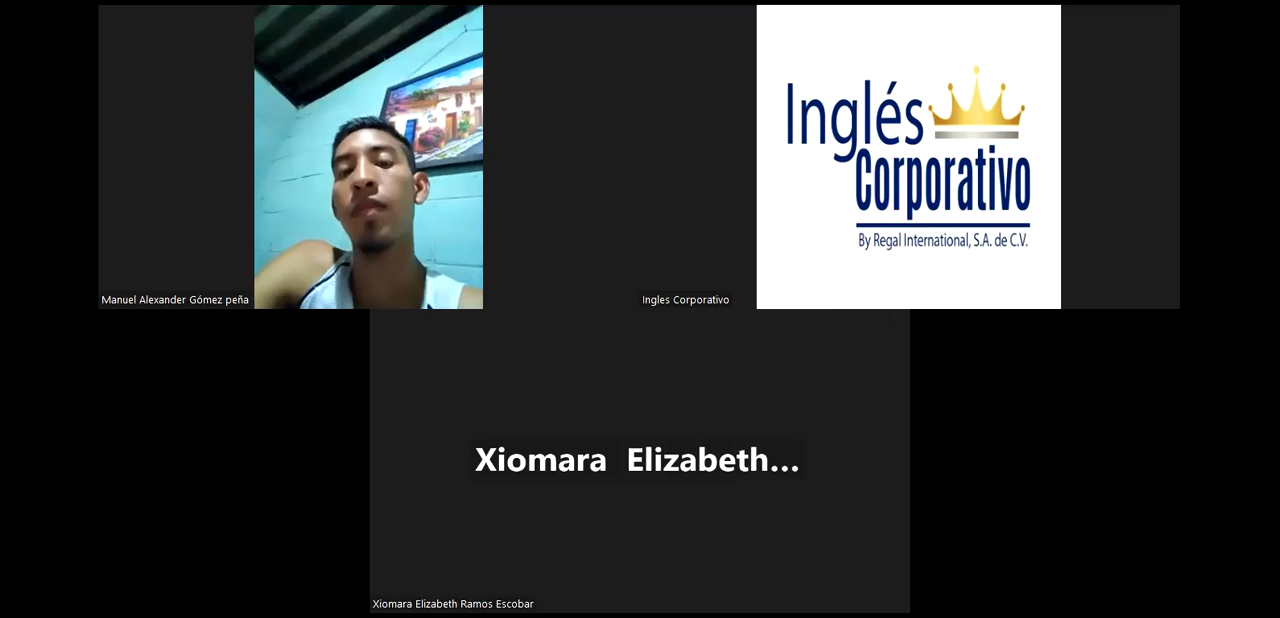 Inglés
Corporativo
By Regal International, S.A. de C.V.
Manuel Alexander Gómez peña
Ingles Corporativo
Xiomara Elizabeth...
Xiomara Elizabeth Ramos Escobar